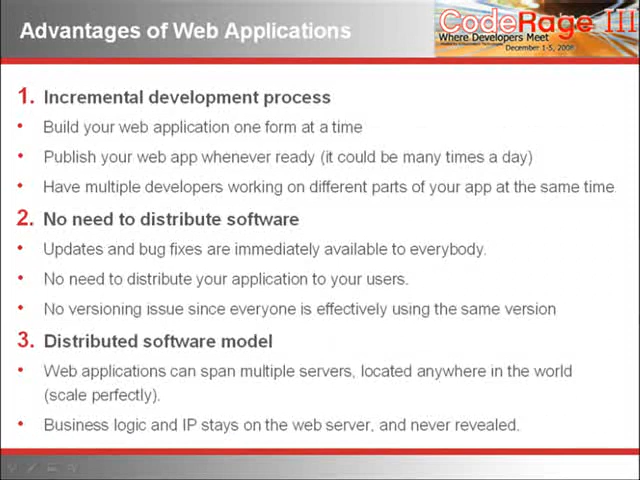 Advantages of Web Applications
CodeRage III
Where Developers Meet
December 1-5, 2008
1. Incremental development process
• Build your web application one form at a time
• Publish your web app whenever ready (it could be many times a day)
• Have multiple developers working on different parts of your app at the same time.
2. No need to distribute software
• Updates and bug fixes are immediately available to everybody.
• No need to distribute your application to your users.
• No versioning issue since everyone is effectively using the same version
3. Distributed software model
• Web applications can span multiple servers, located anywhere in the world
(scale perfectly).
• Business logic and IP stays on the web server, and never revealed.